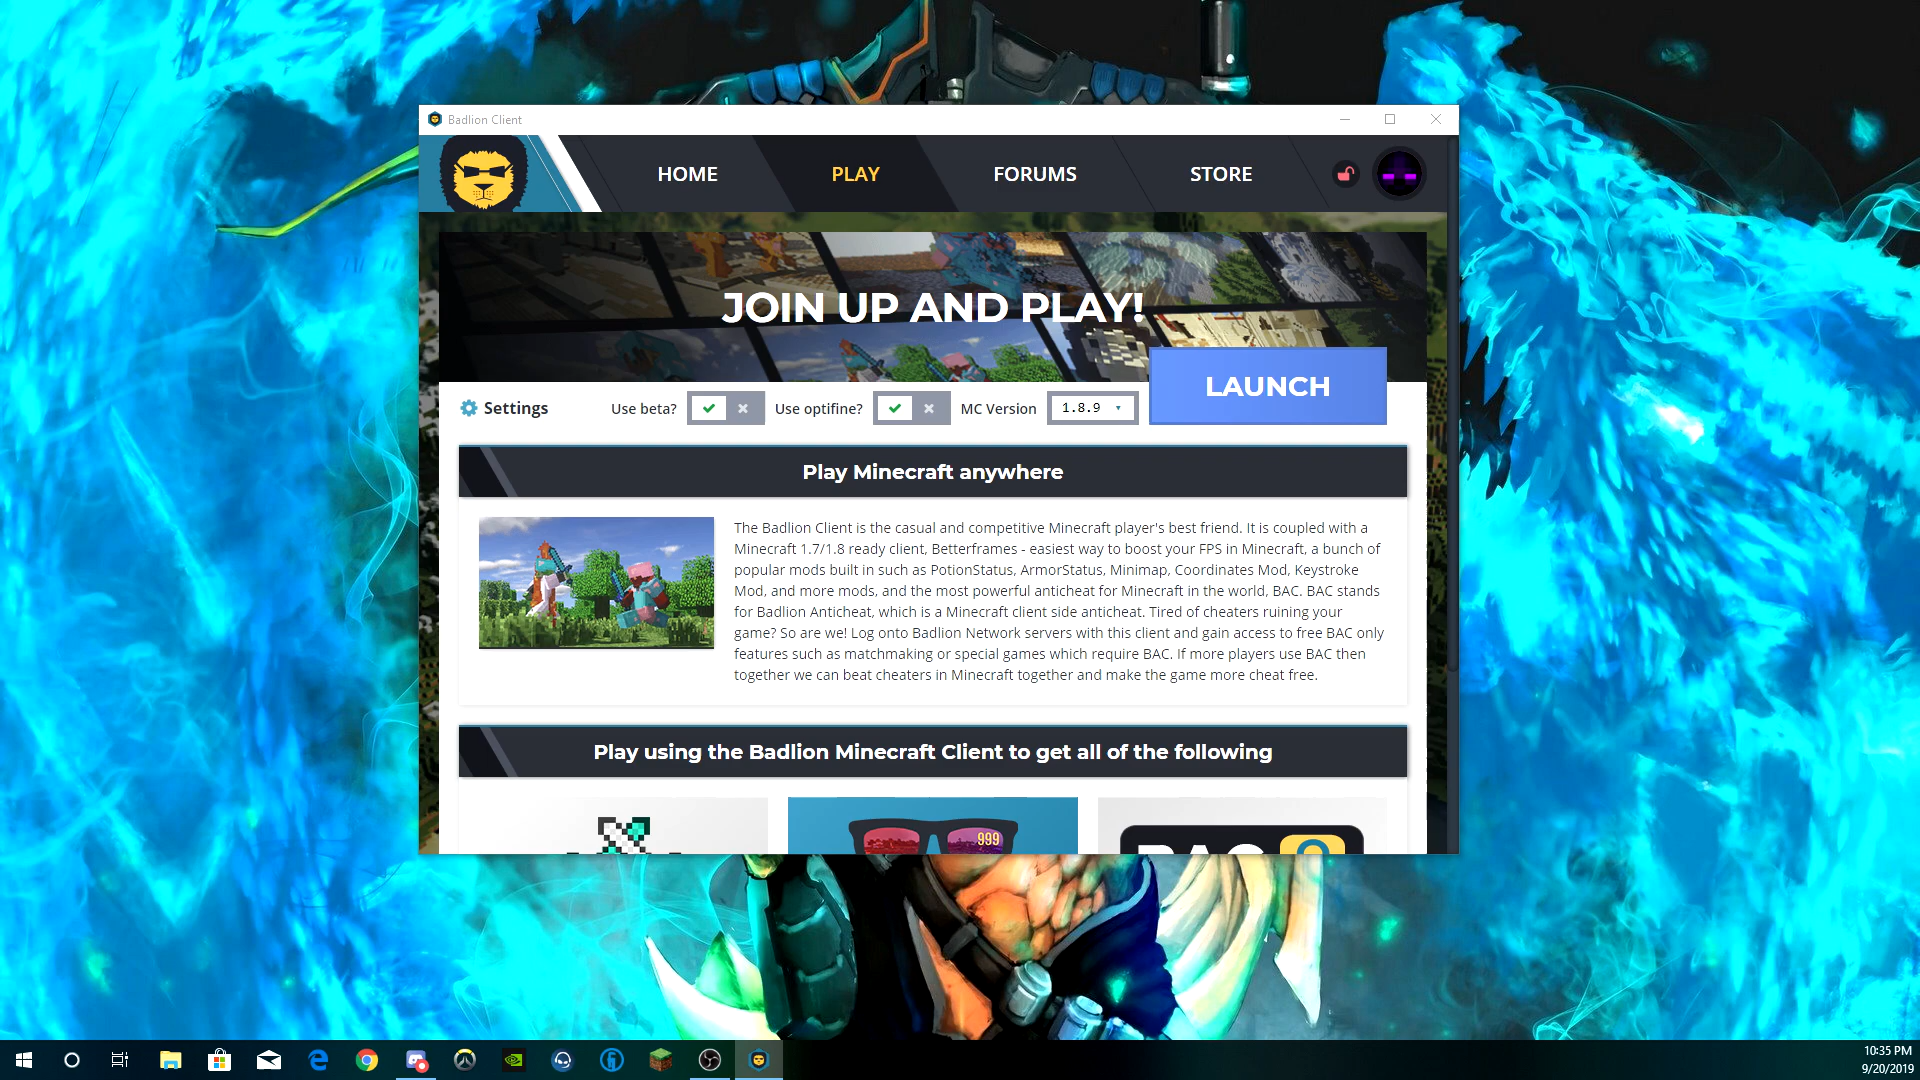 Badlion Client
HOME PLAY FORUMS STORE
JOIN UP AND PLAY!
LAUNCH
Settings Use beta? Use optifine? MC Version 1.8.9
Play Minecraft anywhere
The Badlion Client is the casual and competitive Minecraft player's best friend. It is coupled with a
Minecraft 1.7/1.8 ready client, Betterframes - easiest way to boost your FPS in Minecraft, a bunch of
popular mods built in such as PotionStatus, ArmorStatus, Minimap, Coordinates Mod, Keystroke
Mod, and more mods, and the most powerful anticheat for Minecraft in the world, BAC. BAC stands
for Badlion Anticheat, which is a Minecraft client side anticheat. Tired of cheaters ruining your
game? So are we! Log onto Badlion Network servers with this client and gain access to free BAC only
features such as matchmaking or special games which require BAC. If more players use BAC then
together we can beat cheaters in Minecraft together and make the game more cheat free.
Play using the Badlion Minecraft Client to get all of the following
999
BAC
10:35 PM
9/20/2019